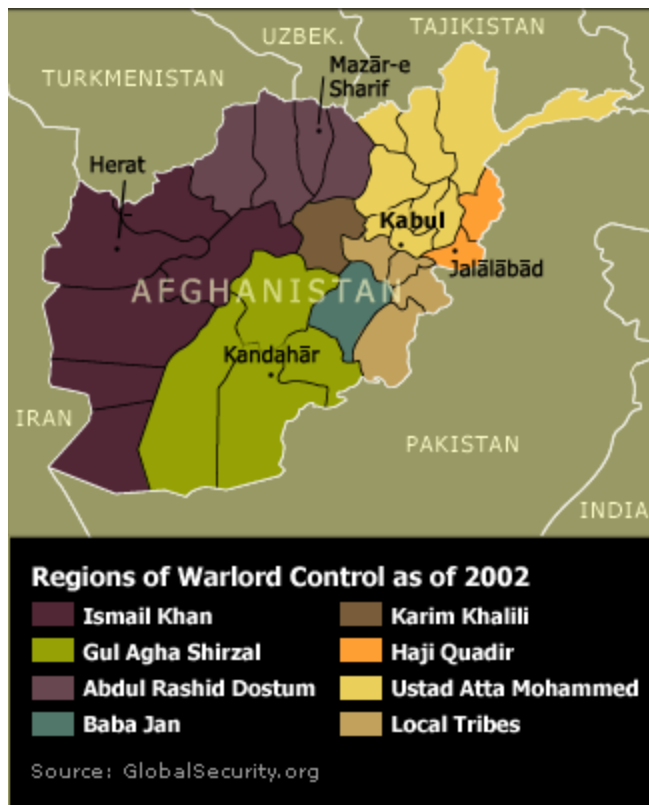 TAJIKISTAN
UZBEK.
Mazār-e
Sharif
TURKMENISTAN
Herat
Kabul
Jalālābād
AFGHANISTAN
Kandahār
IRAN
PAKISTAN
INDIA
Regions of Warlord Control as of 2002
Ismail Khan
Gul Agha Shirzal
Abdul Rashid Dostum
Baba Jan
Karim Khalili
Haji Quadir
Ustad Atta Mohammed
Local Tribes
Source: GlobalSecurity.org